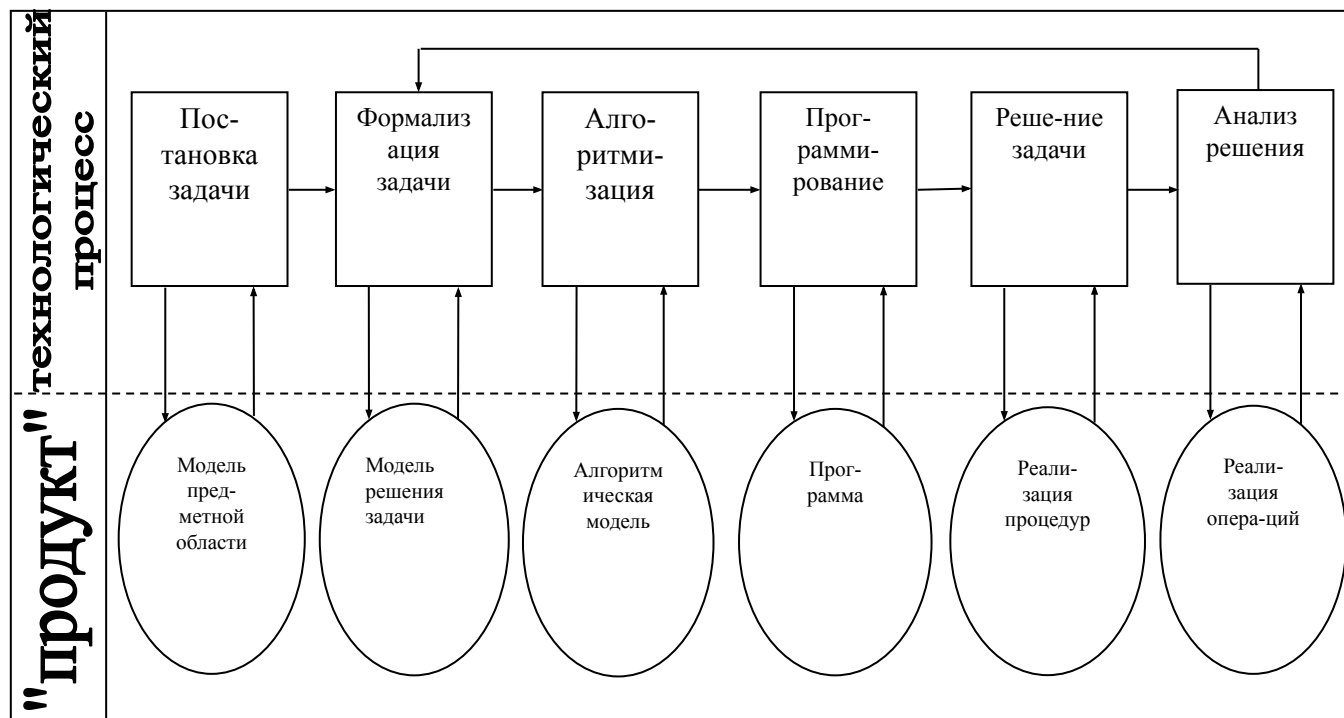 технологический
процесс
Пос-
тановка
задачи
Формализ
ация
задачи
Алго-
ритми-
зация
Прог-
рамми-
рование
Реше-ние
задачи
Анализ
решения
"продукт"
Модель
пред-
метной
области
Модель
решения
задачи
Алгоритм
ическая
модель
Прог-
рамма
Реали-
зация
процедур
Реали-
зация
опера-ций